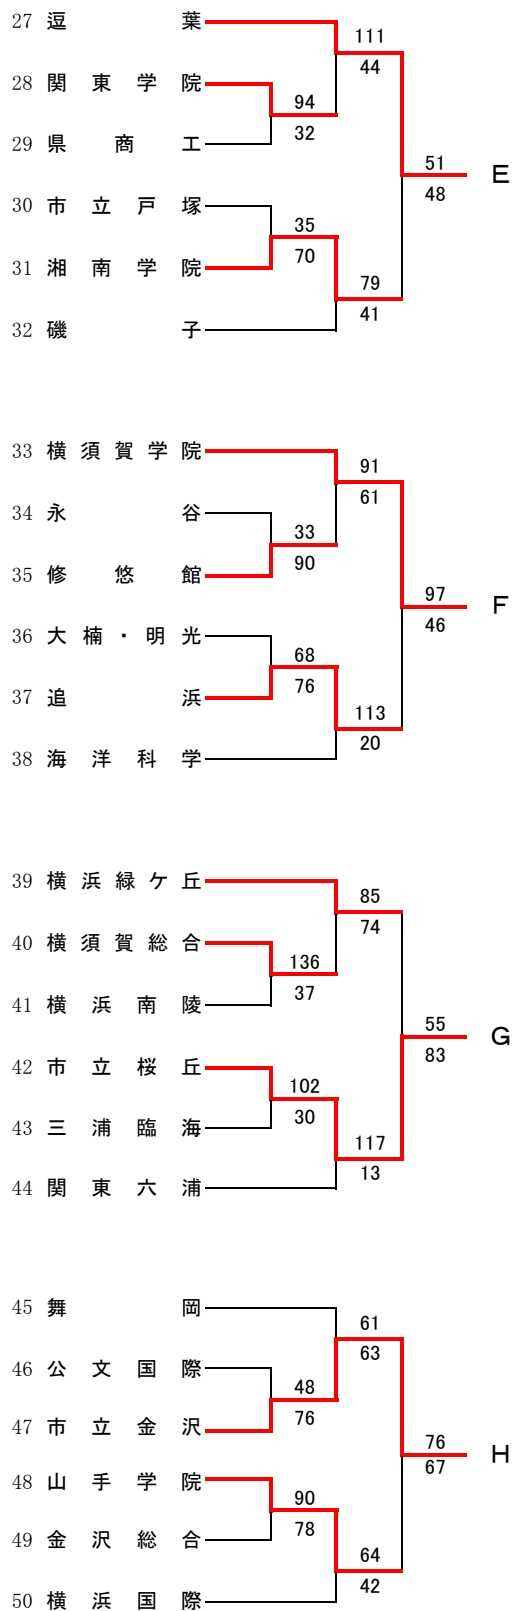 27 逗葉
111
44
28 関東学院
94
32
29 県商工
51
48
E
30 市立戸塚
35
70
31 湘南学院
79
41
32 磯子
33 横須賀学院
91
61
34 永谷
33
90
35 修悠館
97
46
F
36 大楠・明光
68
76
37 追浜
113
20
38 海洋科学
39 横浜緑ケ丘
85
74
40 横須賀総合
136
37
41 横浜南陵
55
83
G
42 市立桜丘
102
30
43 三浦臨海
117
13
44 関東六浦
45 舞岡
61
63
46 公文国際
48
76
47 市立金沢
76
67
H
48 山手学院
90
78
49 金沢総合
64
42
50 横浜国際